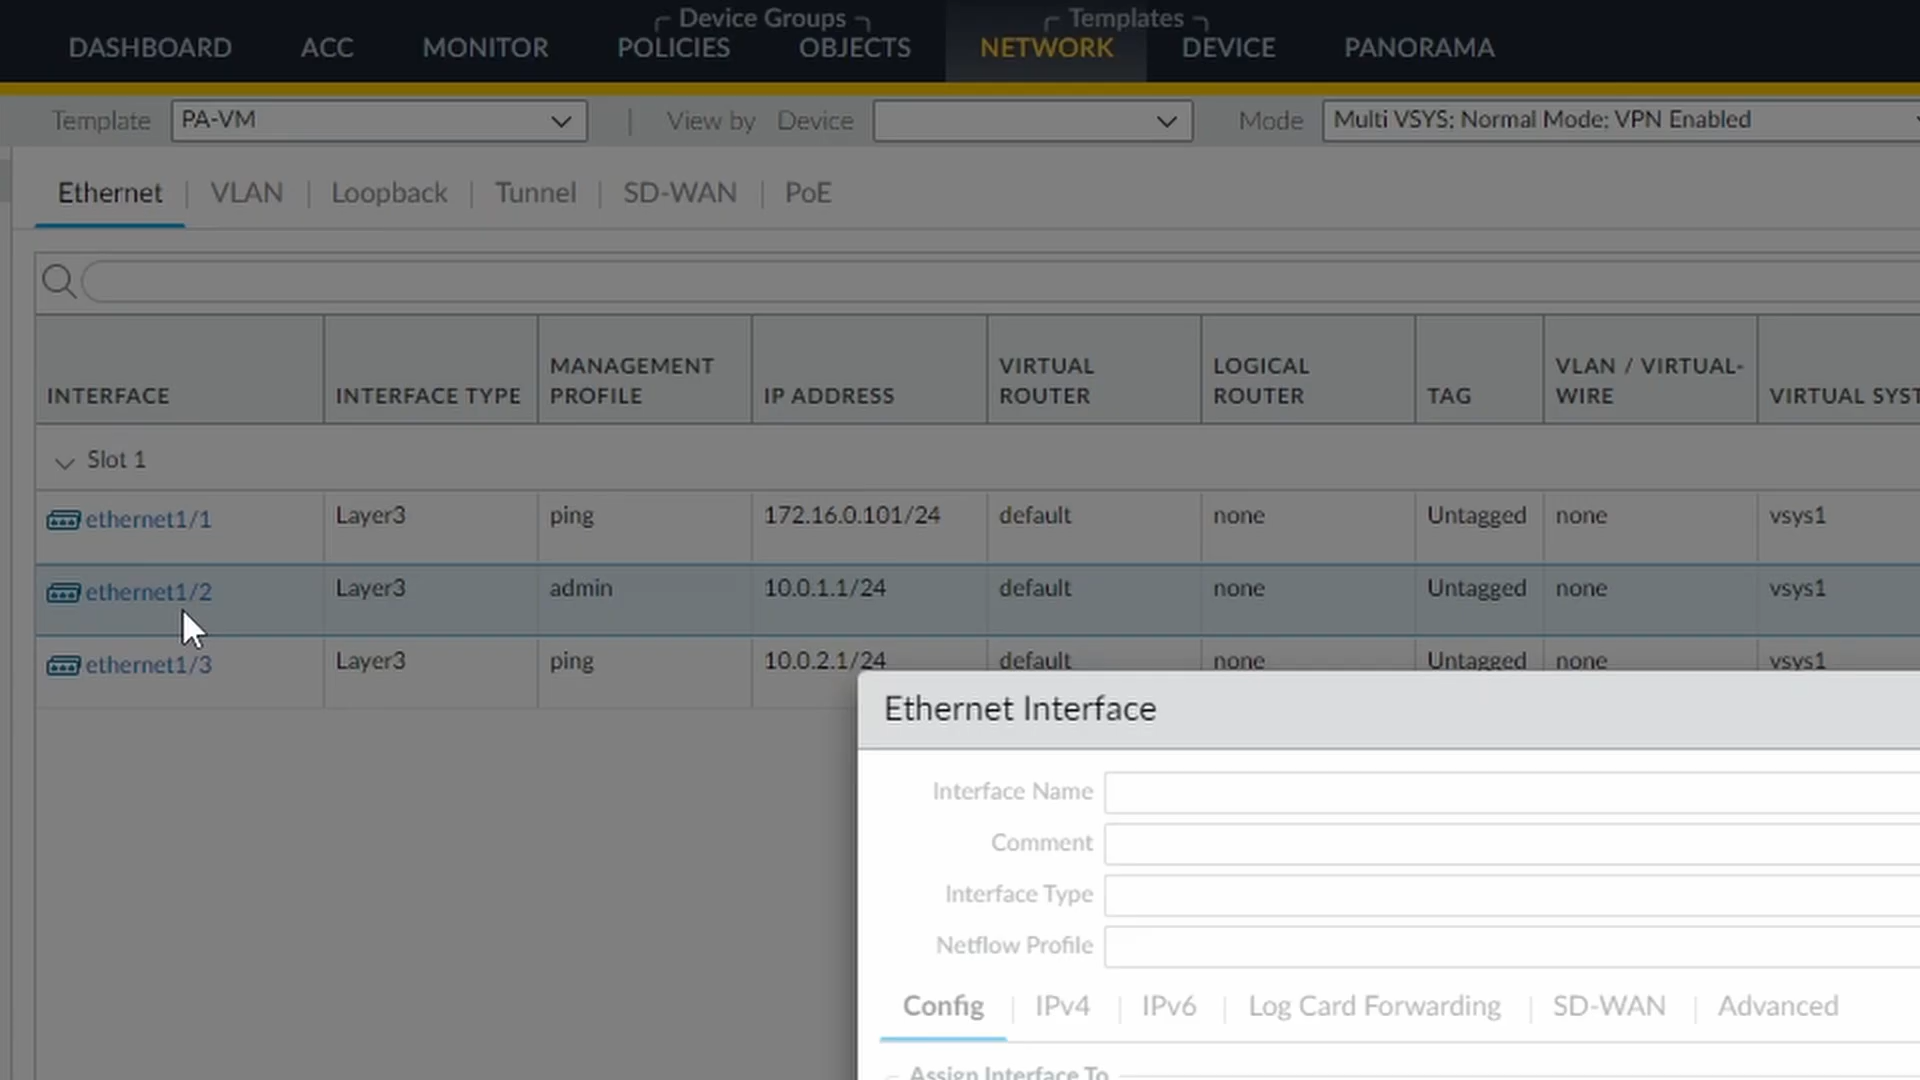 Device Groups Templates
DASHBOARD ACC MONITOR POLICIES OBJECTS NETWORK DEVICE PANORAMA
Template PA-VM | View by Device Mode Multi VSYS; Normal Mode; VPN Enabled
Ethernet | VLAN | Loopback | Tunnel | SD-WAN | PoE
INTERFACE INTERFACE TYPE MANAGEMENT PROFILE IP ADDRESS VIRTUAL ROUTER LOGICAL ROUTER TAG VLAN / VIRTUAL-WIRE VIRTUAL SYST
Slot 1
ethernet1/1 Layer3 ping 172.16.0.101/24 default none Untagged none vsys1
ethernet1/2 Layer3 admin 10.0.1.1/24 default none Untagged none vsys1
ethernet1/3 Layer3 ping 10.0.2.1/24 default none Untagged none vsys1
Ethernet Interface
Interface Name
Comment
Interface Type
Netflow Profile
Config | IPv4 | IPv6 | Log Card Forwarding | SD-WAN | Advanced
Assign Interface To